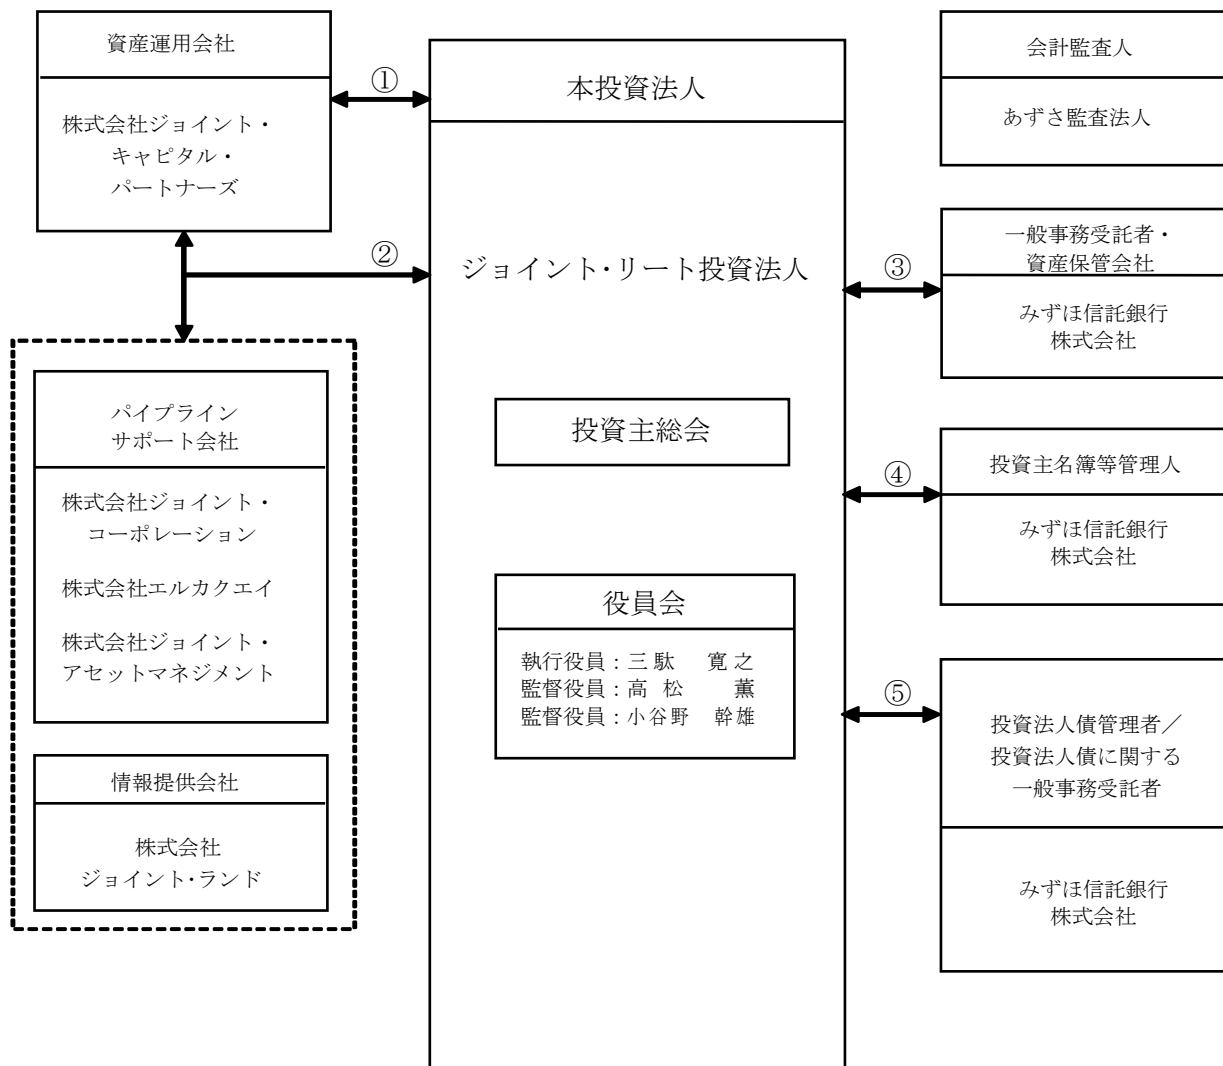 資産運用会社
株式会社ジョイント・
キャピタル・
パートナーズ
①
②
パイプライン
サポート会社
株式会社ジョイント・
コーポレーション
株式会社エルカクエイ
株式会社ジョイント・
アセットマネジメント
情報提供会社
株式会社
ジョイント・ランド
本投資法人
ジョイント・リート投資法人
投資主総会
役員会
執行役員：三駄 寛之
監督役員：高松 薫
監督役員：小谷野 幹雄
③
④
⑤
会計監査人
あずさ監査法人
一般事務受託者・
資産保管会社
みずほ信託銀行
株式会社
投資主名簿等管理人
みずほ信託銀行
株式会社
投資法人債管理者／
投資法人債に関する
一般事務受託者
みずほ信託銀行
株式会社